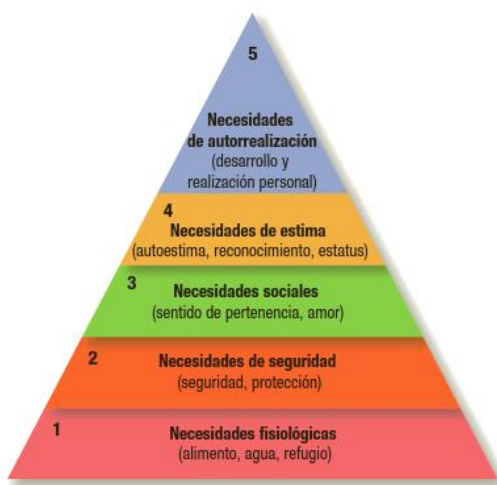 5
Necesidades
de autorrealización
(desarrollo y
realización personal)
4
Necesidades de estima
(autoestima, reconocimiento, estatus)
3
Necesidades sociales
(sentido de pertenencia, amor)
2
Necesidades de seguridad
(seguridad, protección)
1
Necesidades fisiológicas
(alimento, agua, refugio)